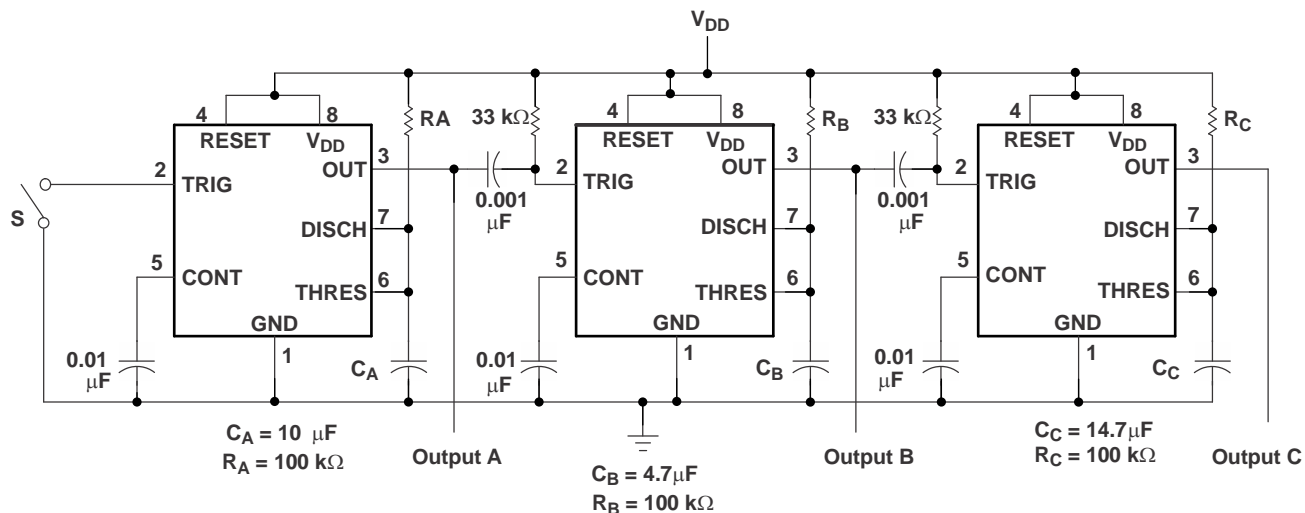 VDD
RA
33 kΩ
RB
33 kΩ
RC
4
8
RESET
VDD
2
TRIG
OUT
3
S
DISCH
7
5
CONT
THRES
6
GND
1
0.01
μF
CA
0.001
μF
4
8
RESET
VDD
2
TRIG
OUT
3
DISCH
7
5
CONT
THRES
6
GND
1
0.01
μF
CB
0.001
μF
4
8
RESET
VDD
2
TRIG
OUT
3
DISCH
7
5
CONT
THRES
6
GND
1
0.01
μF
CC
CA = 10 μF
RA = 100 kΩ
Output A
CB = 4.7μF
RB = 100 kΩ
Output B
CC = 14.7μF
RC = 100 kΩ
Output C